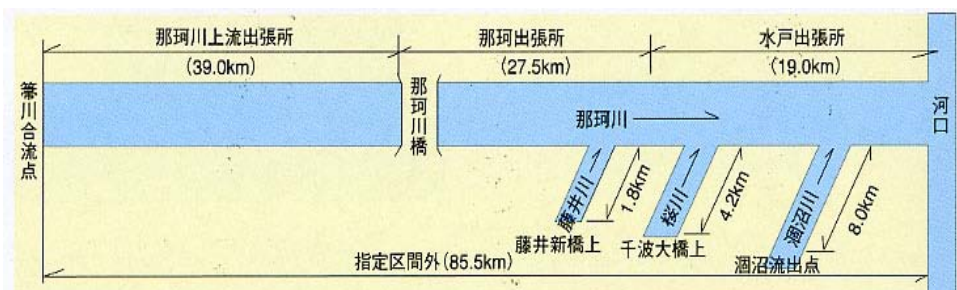 那珂川上流出張所
(39.0km)
那珂出張所
(27.5km)
水戸出張所
(19.0km)
箒川合流点
那珂川橋
那珂川
河口
藤井川
1.8km
桜川
4.2km
涸沼川
8.0km
藤井新橋上
千波大橋上
涸沼流出点
指定区間外(85.5km)